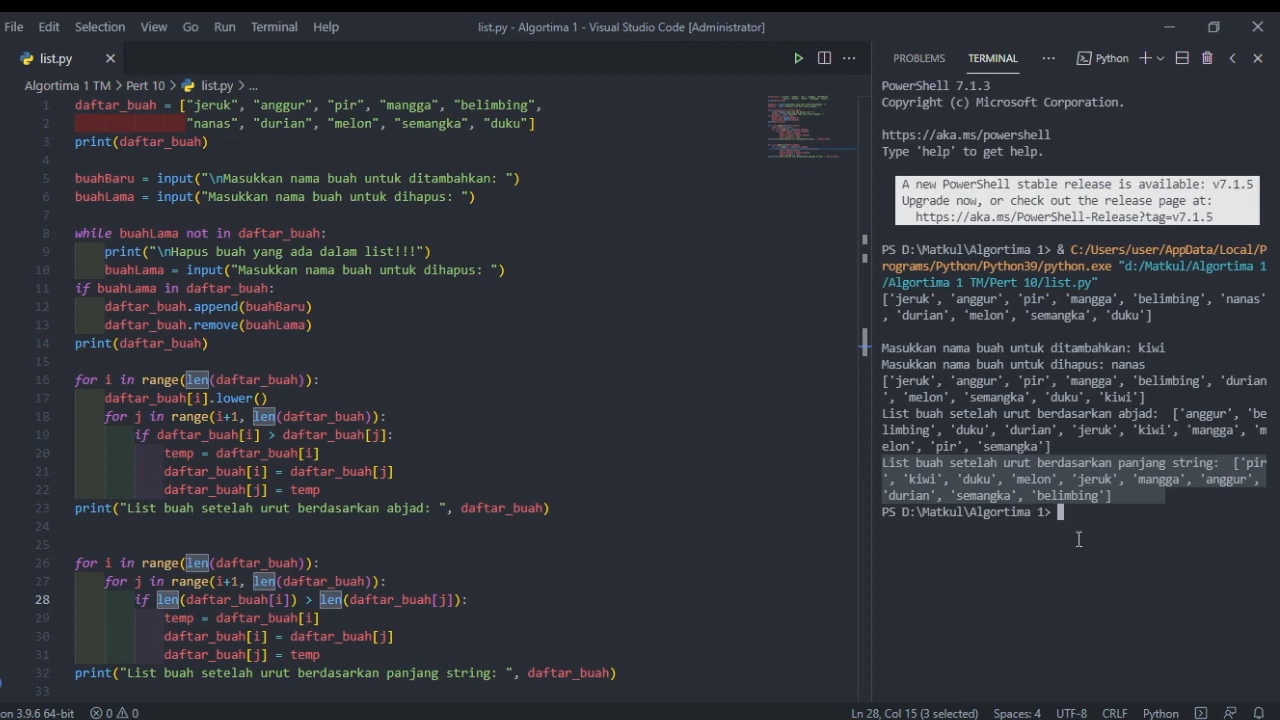 File Edit Selection View Go Run Terminal Help list.py - Algortima 1 - Visual Studio Code [Administrator]
list.py
Algortima 1 TM > Pert 10 > list.py > ...
1 daftar_buah = ["jeruk", "anggur", "pir", "mangga", "belimbing",
2 "nanas", "durian", "melon", "semangka", "duku"]
3 print(daftar_buah)
4
5 buahBaru = input("\nMasukkan nama buah untuk ditambahkan: ")
6 buahLama = input("Masukkan nama buah untuk dihapus: ")
7
8 while buahLama not in daftar_buah:
9 print("\nHapus buah yang ada dalam list!!!")
10 buahLama = input("Masukkan nama buah untuk dihapus: ")
11 if buahLama in daftar_buah:
12 daftar_buah.append(buahBaru)
13 daftar_buah.remove(buahLama)
14 print(daftar_buah)
15
16 for i in range(len(daftar_buah)):
17 daftar_buah[i].lower()
18 for j in range(i+1, len(daftar_buah)):
19 if daftar_buah[i] > daftar_buah[j]:
20 temp = daftar_buah[i]
21 daftar_buah[i] = daftar_buah[j]
22 daftar_buah[j] = temp
23 print("List buah setelah urut berdasarkan abjad: ", daftar_buah)
24
25
26 for i in range(len(daftar_buah)):
27 for j in range(i+1, len(daftar_buah)):
28 if len(daftar_buah[i]) > len(daftar_buah[j]):
29 temp = daftar_buah[i]
30 daftar_buah[i] = daftar_buah[j]
31 daftar_buah[j] = temp
32 print("List buah setelah urut berdasarkan panjang string: ", daftar_buah)
33
PROBLEMS TERMINAL ... Python
PowerShell 7.1.3
Copyright (c) Microsoft Corporation.
https://aka.ms/powershell
Type 'help' to get help.
A new PowerShell stable release is available: v7.1.5
Upgrade now, or check out the release page at:
https://aka.ms/PowerShell-Release?tag=v7.1.5
PS D:\Matkul\Algortima 1> & C:/Users/user/AppData/Local/P
rograms/Python/Python39/python.exe "d:/Matkul/Algortima 1
/Algortima 1 TM/Pert 10/list.py"
['jeruk', 'anggur', 'pir', 'mangga', 'belimbing', 'nanas'
, 'durian', 'melon', 'semangka', 'duku']
Masukkan nama buah untuk ditambahkan: kiwi
Masukkan nama buah untuk dihapus: nanas
['jeruk', 'anggur', 'pir', 'mangga', 'belimbing', 'durian
', 'melon', 'semangka', 'duku', 'kiwi']
List buah setelah urut berdasarkan abjad:  ['anggur', 'be
limbing', 'duku', 'durian', 'jeruk', 'kiwi', 'mangga', 'm
elon', 'pir', 'semangka']
List buah setelah urut berdasarkan panjang string:  ['pir
', 'kiwi', 'duku', 'melon', 'jeruk', 'mangga', 'anggur',
'durian', 'semangka', 'belimbing']
PS D:\Matkul\Algortima 1>
on 3.9.6 64-bit 0 0 Ln 28, Col 15 (3 selected) Spaces: 4 UTF-8 CRLF Python